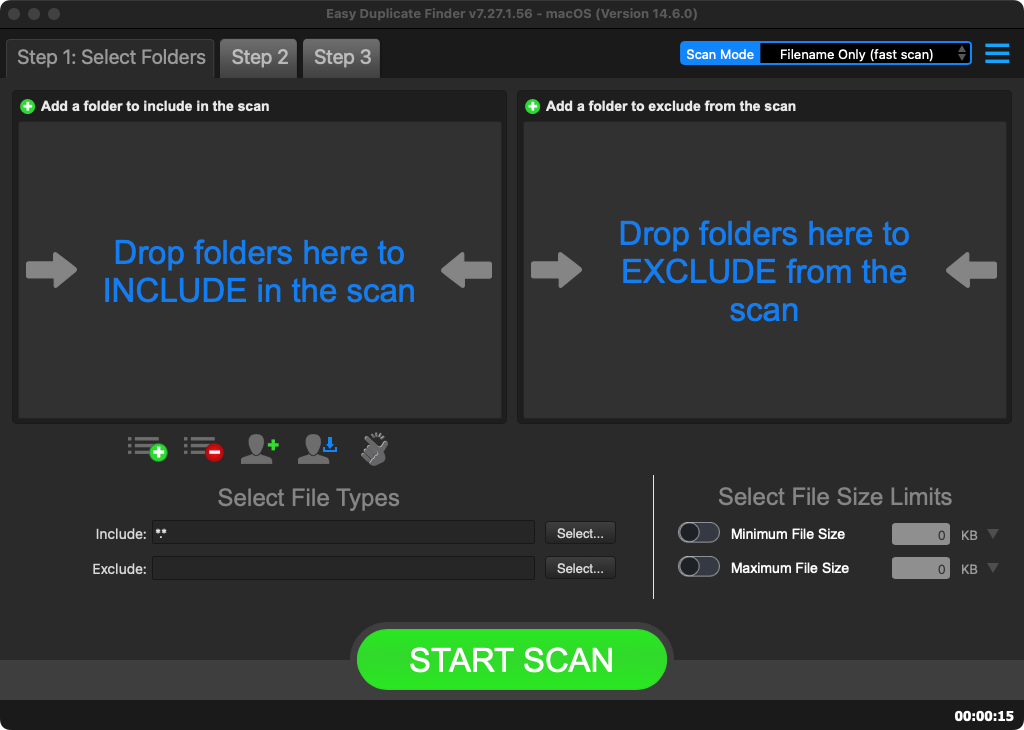 Easy Duplicate Finder v7.27.1.56 - macOS (Version 14.6.0)
Step 1: Select Folders
Step 2
Step 3
Scan Mode
Filename Only (fast scan)
Add a folder to include in the scan
Add a folder to exclude from the scan
Drop folders here to
INCLUDE in the scan
Drop folders here to
EXCLUDE from the
scan
Select File Types
Include:
*.*
Select...
Exclude:
Select...
Select File Size Limits
Minimum File Size
0
KB
Maximum File Size
0
KB
START SCAN
00:00:15